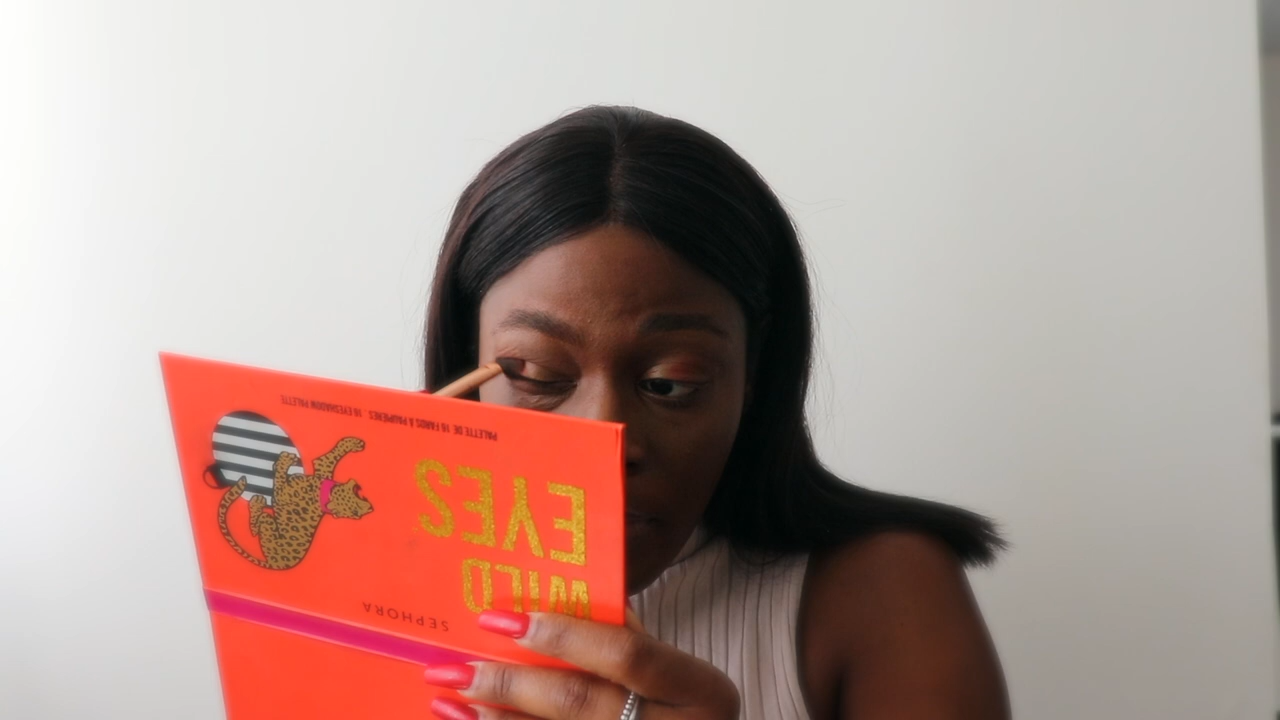 SEPHORA
WILD
EYES
PALETTE DE 16 FARDS À PAUPIÈRES . 16 EYESHADOW PALETTE